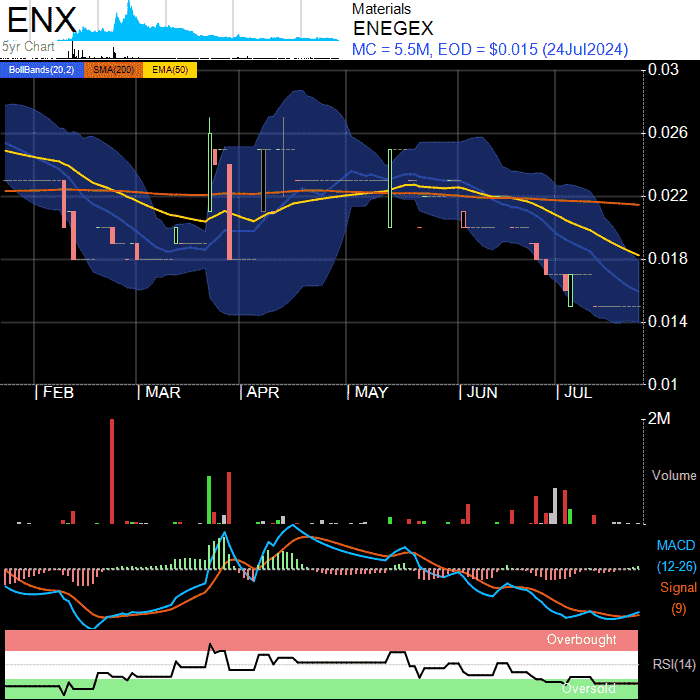 ENX
5yr Chart
Materials
ENEGEX
MC = 5.5M, EOD = $0.015 (24Jul2024)
BollBands(20,2) SMA(200) EMA(50)
0.03
0.026
0.022
0.018
0.014
0.01
FEB MAR APR MAY JUN JUL
2M
Volume
MACD
(12-26)
Signal
(9)
Overbought
RSI(14)
Oversold